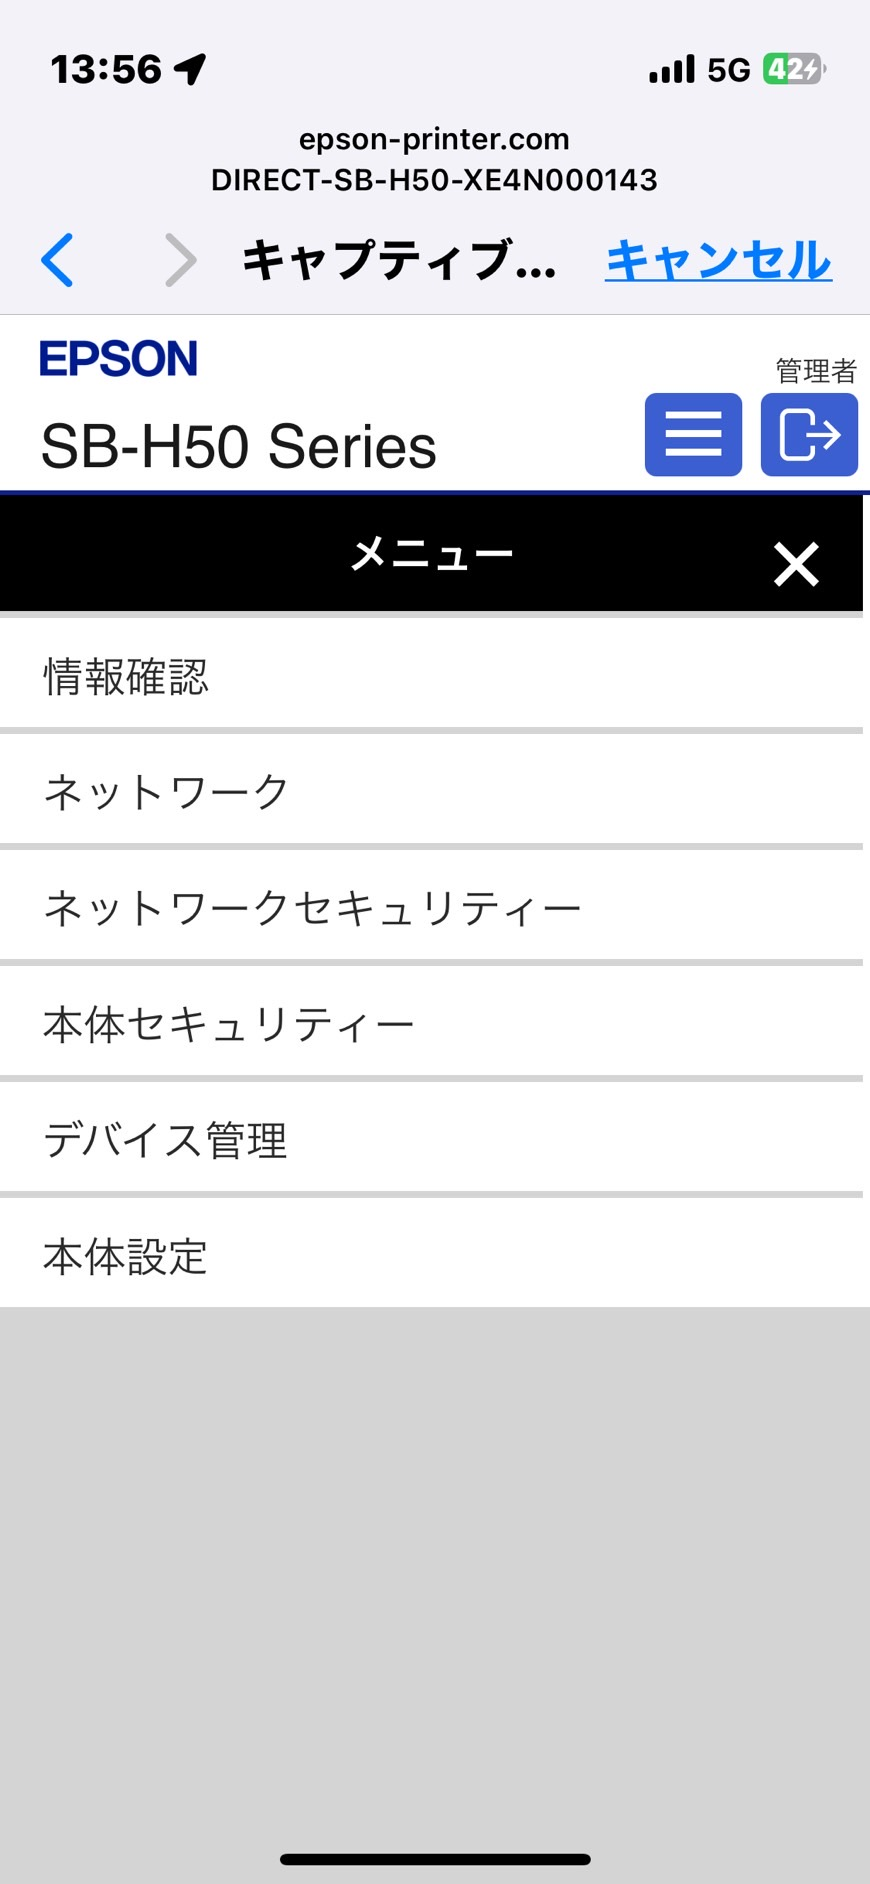 13:56
5G
42
epson-printer.com
DIRECT-SB-H50-XE4N000143
キャプティブ...
キャンセル
EPSON
管理者
SB-H50 Series
メニュー
情報確認
ネットワーク
ネットワークセキュリティー
本体セキュリティー
デバイス管理
本体設定